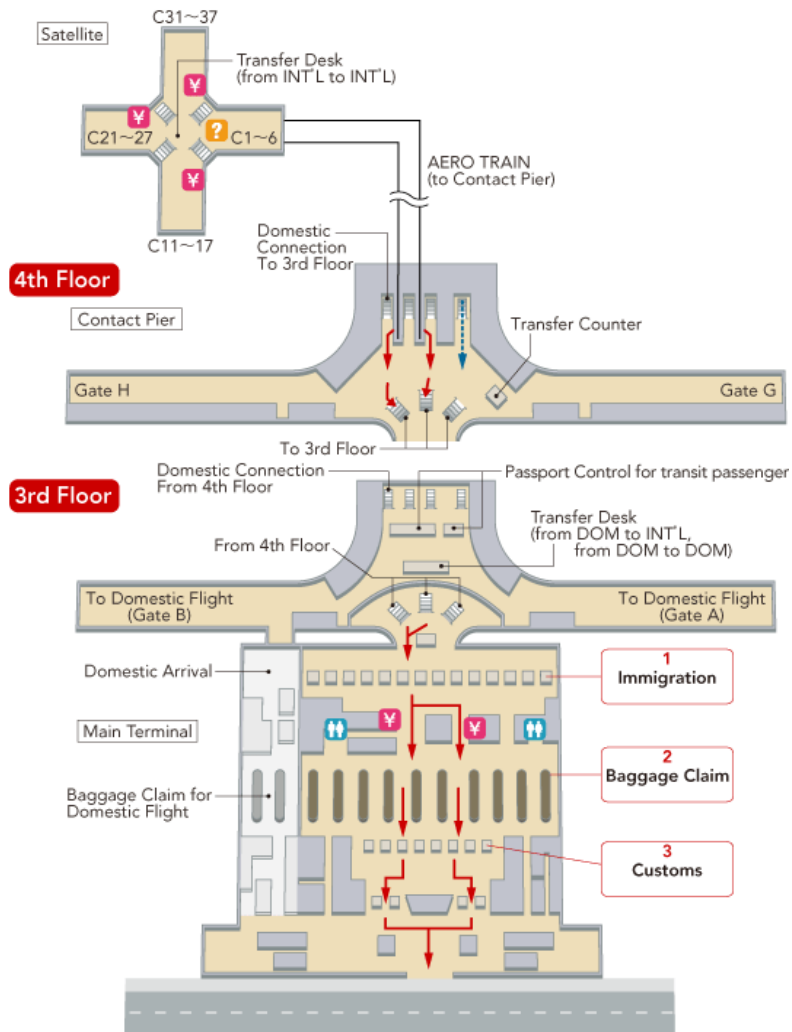 C31~37
Satellite
Transfer Desk
(from INT'L to INT'L)
¥
¥
C21~27
?
C1~6
¥
C11~17
AERO TRAIN
(to Contact Pier)
Domestic
Connection
To 3rd Floor
4th Floor
Contact Pier
Transfer Counter
Gate H
Gate G
To 3rd Floor
Domestic Connection
From 4th Floor
Passport Control for transit passenger
3rd Floor
Transfer Desk
(from DOM to INT'L,
from DOM to DOM)
From 4th Floor
To Domestic Flight
(Gate B)
To Domestic Flight
(Gate A)
Domestic Arrival
1
Immigration
Main Terminal
¥
¥
2
Baggage Claim
Baggage Claim for
Domestic Flight
3
Customs